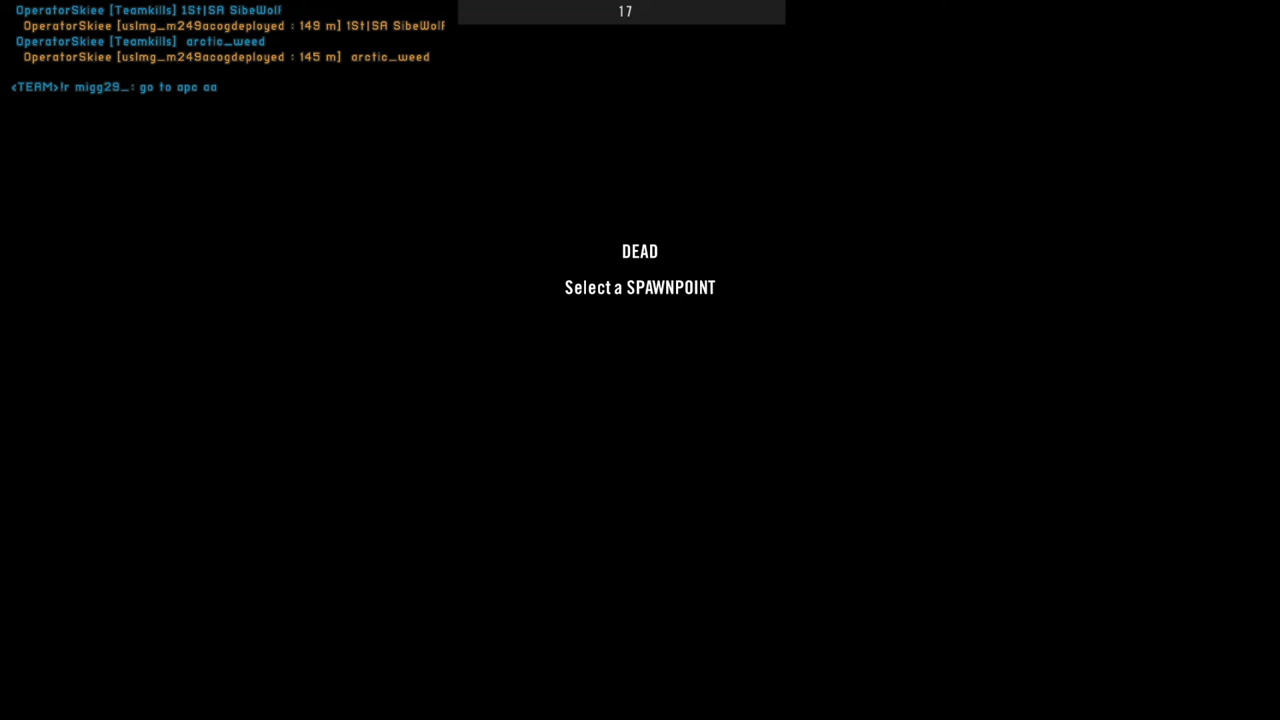 OperatorSkiee [Teamkills] 1St|SA SibeWolf
17
OperatorSkiee [uslmg_m249acogdeployed : 149 m] 1St|SA SibeWolf
OperatorSkiee [Teamkills] arctic_weed
OperatorSkiee [uslmg_m249acogdeployed : 145 m] arctic_weed
<TEAM>!r migg29_: go to apc aa
DEAD
Select a SPAWNPOINT